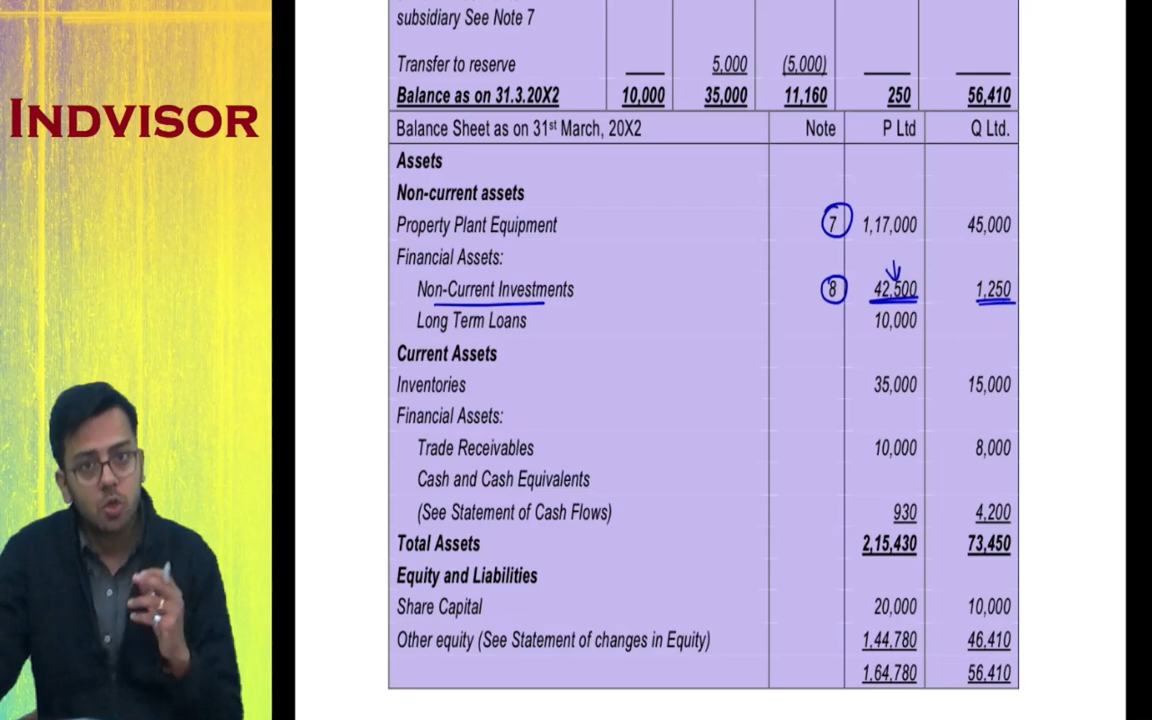 INDVISOR
subsidiary See Note 7
Transfer to reserve 5,000 (5,000)
Balance as on 31.3.20X2 10,000 35,000 11,160 250 56,410
Balance Sheet as on 31st March, 20X2 Note P Ltd Q Ltd.
Assets
Non-current assets
Property Plant Equipment 7 1,17,000 45,000
Financial Assets:
Non-Current Investments 8 42,500 1,250
Long Term Loans 10,000
Current Assets
Inventories 35,000 15,000
Financial Assets:
Trade Receivables 10,000 8,000
Cash and Cash Equivalents
(See Statement of Cash Flows) 930 4,200
Total Assets 2,15,430 73,450
Equity and Liabilities
Share Capital 20,000 10,000
Other equity (See Statement of changes in Equity) 1,44,780 46,410
1,64,780 56,410